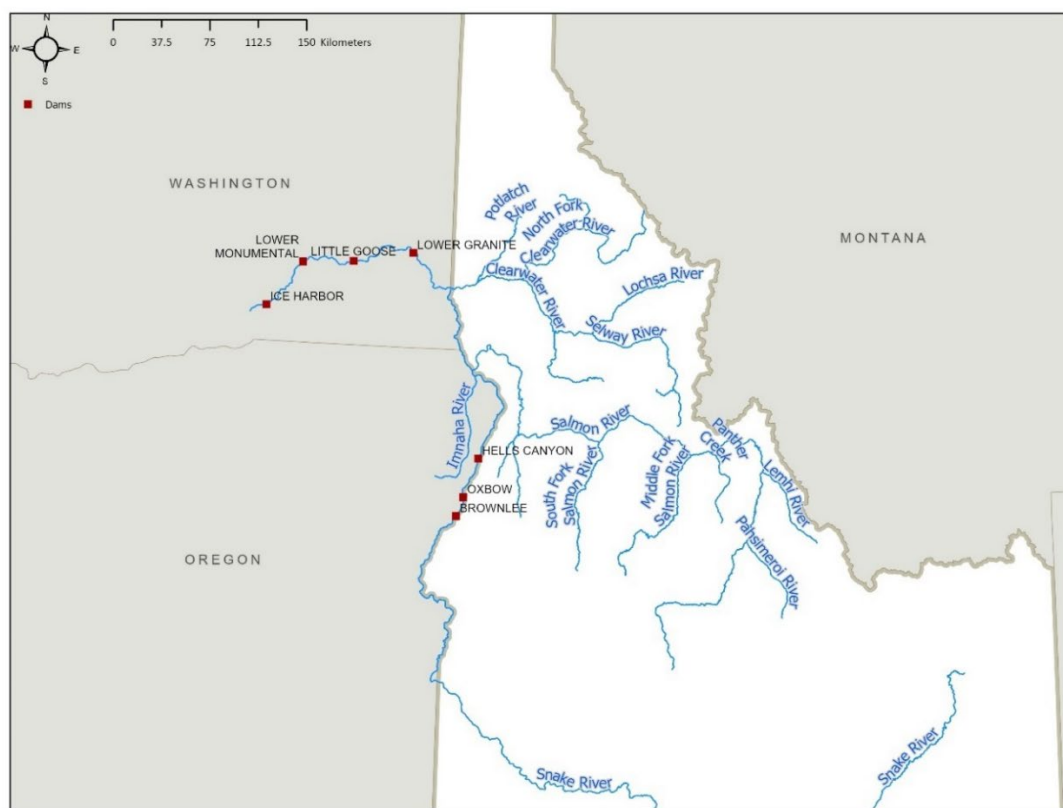 N
W
E
S
0 37.5 75 112.5 150 Kilometers
Dams
WASHINGTON
MONTANA
OREGON
LOWER
MONUMENTAL
LITTLE GOOSE
LOWER GRANITE
ICE HARBOR
HELLS CANYON
OXBOW
BROWNLEE
Potlatch
River
North Fork
Clearwater River
Clearwater River
Lochsa River
Selway River
Imnaha River
Salmon River
South Fork
Salmon River
Middle Fork
Salmon River
Panther
Creek
Lemhi River
Pahsimeroi River
Snake River
Snake River